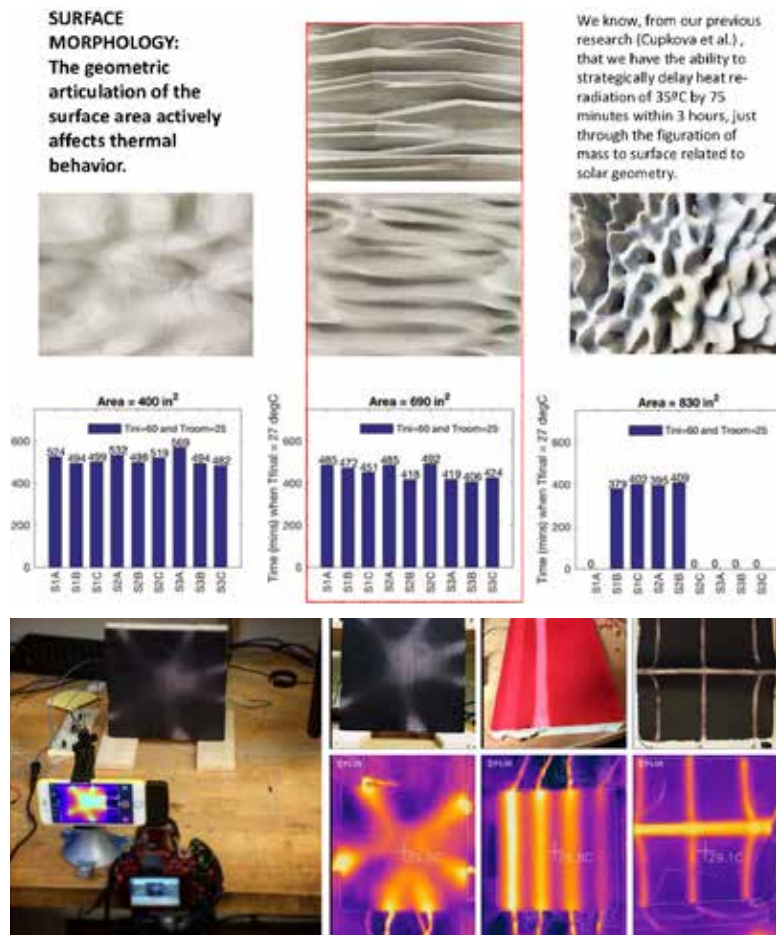 SURFACE
MORPHOLOGY:
The geometric
articulation of the
surface area actively
affects thermal
behavior.
We know, from our previous
research (Cupkova et al.) ,
that we have the ability to
strategically delay heat re-
radiation of 35ºC by 75
minutes within 3 hours, just
through the figuration of
mass to surface related to
solar geometry.
Area = 400 in²
Tini=60 and Troom=25
600
400
200
0
524
494
499
532
498
519
569
494
482
S1A
S1B
S1C
S2A
S2B
S2C
S3A
S3B
S3C
Area = 690 in²
Time (mins) when Tfinal = 27 degC
Tini=60 and Troom=25
600
400
200
0
485
472
451
485
418
492
419
406
424
S1A
S1B
S1C
S2A
S2B
S2C
S3A
S3B
S3C
Area = 830 in²
Time (mins) when Tfinal = 27 degC
Tini=60 and Troom=25
600
400
200
0
0
379
402
395
409
0
0
0
0
S1A
S1B
S1C
S2A
S2B
S2C
S3A
S3B
S3C